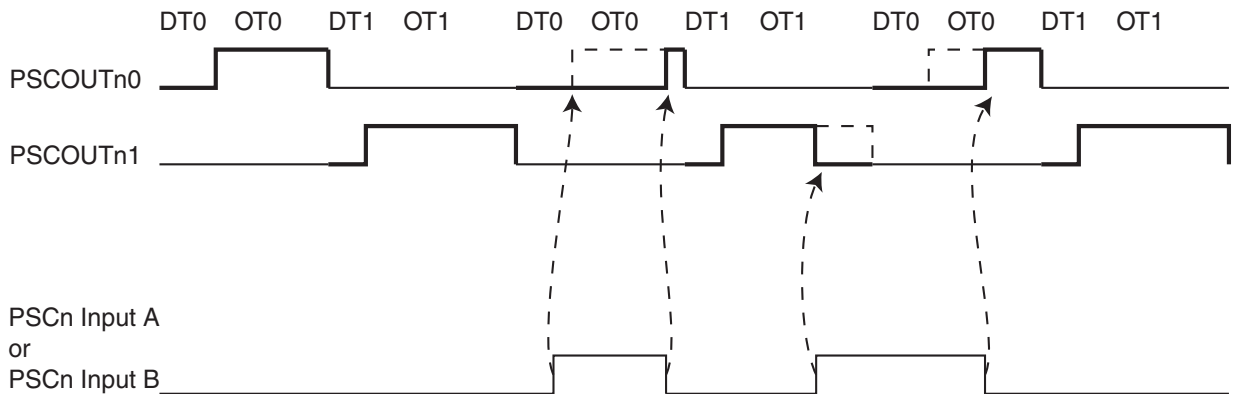 DT0 OT0 DT1 OT1 DT0 OT0 DT1 OT1 DT0 OT0 DT1 OT1
PSCOUTn0
PSCOUTn1
PSCn Input A
or
PSCn Input B